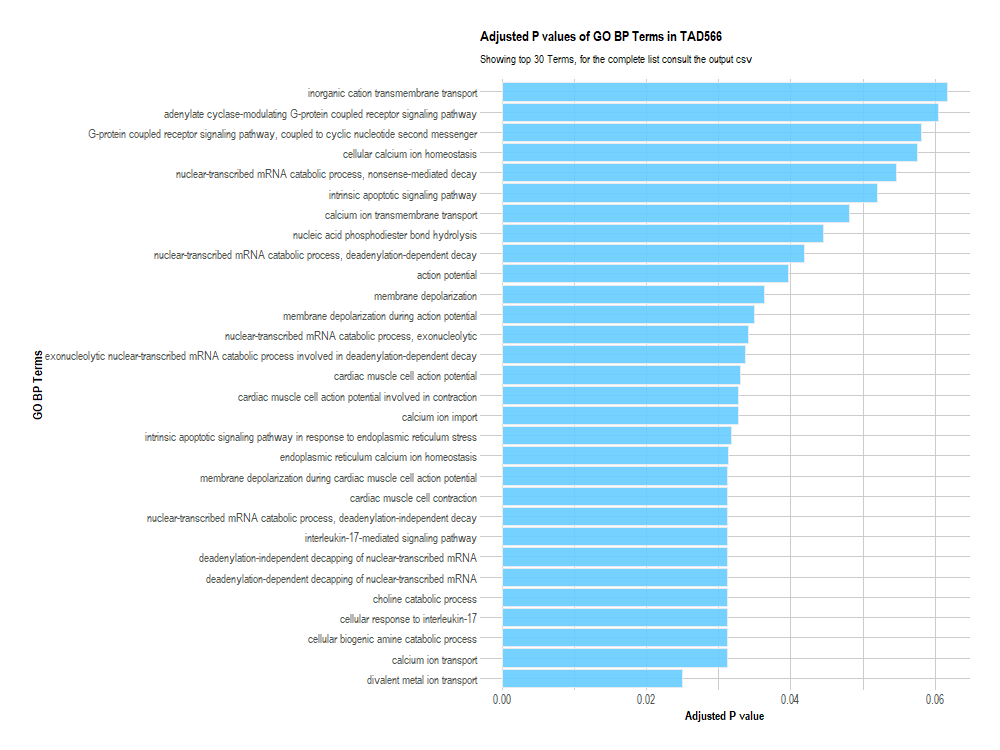 Adjusted P values of GO BP Terms in TAD566
Showing top 30 Terms, for the complete list consult the output csv
GO BP Terms
inorganic cation transmembrane transport
adenylate cyclase-modulating G-protein coupled receptor signaling pathway
G-protein coupled receptor signaling pathway, coupled to cyclic nucleotide second messenger
cellular calcium ion homeostasis
nuclear-transcribed mRNA catabolic process, nonsense-mediated decay
intrinsic apoptotic signaling pathway
calcium ion transmembrane transport
nucleic acid phosphodiester bond hydrolysis
nuclear-transcribed mRNA catabolic process, deadenylation-dependent decay
action potential
membrane depolarization
membrane depolarization during action potential
nuclear-transcribed mRNA catabolic process, exonucleolytic
exonucleolytic nuclear-transcribed mRNA catabolic process involved in deadenylation-dependent decay
cardiac muscle cell action potential
cardiac muscle cell action potential involved in contraction
calcium ion import
intrinsic apoptotic signaling pathway in response to endoplasmic reticulum stress
endoplasmic reticulum calcium ion homeostasis
membrane depolarization during cardiac muscle cell action potential
cardiac muscle cell contraction
nuclear-transcribed mRNA catabolic process, deadenylation-independent decay
interleukin-17-mediated signaling pathway
deadenylation-independent decapping of nuclear-transcribed mRNA
deadenylation-dependent decapping of nuclear-transcribed mRNA
choline catabolic process
cellular response to interleukin-17
cellular biogenic amine catabolic process
calcium ion transport
divalent metal ion transport
0.00 0.02 0.04 0.06
Adjusted P value